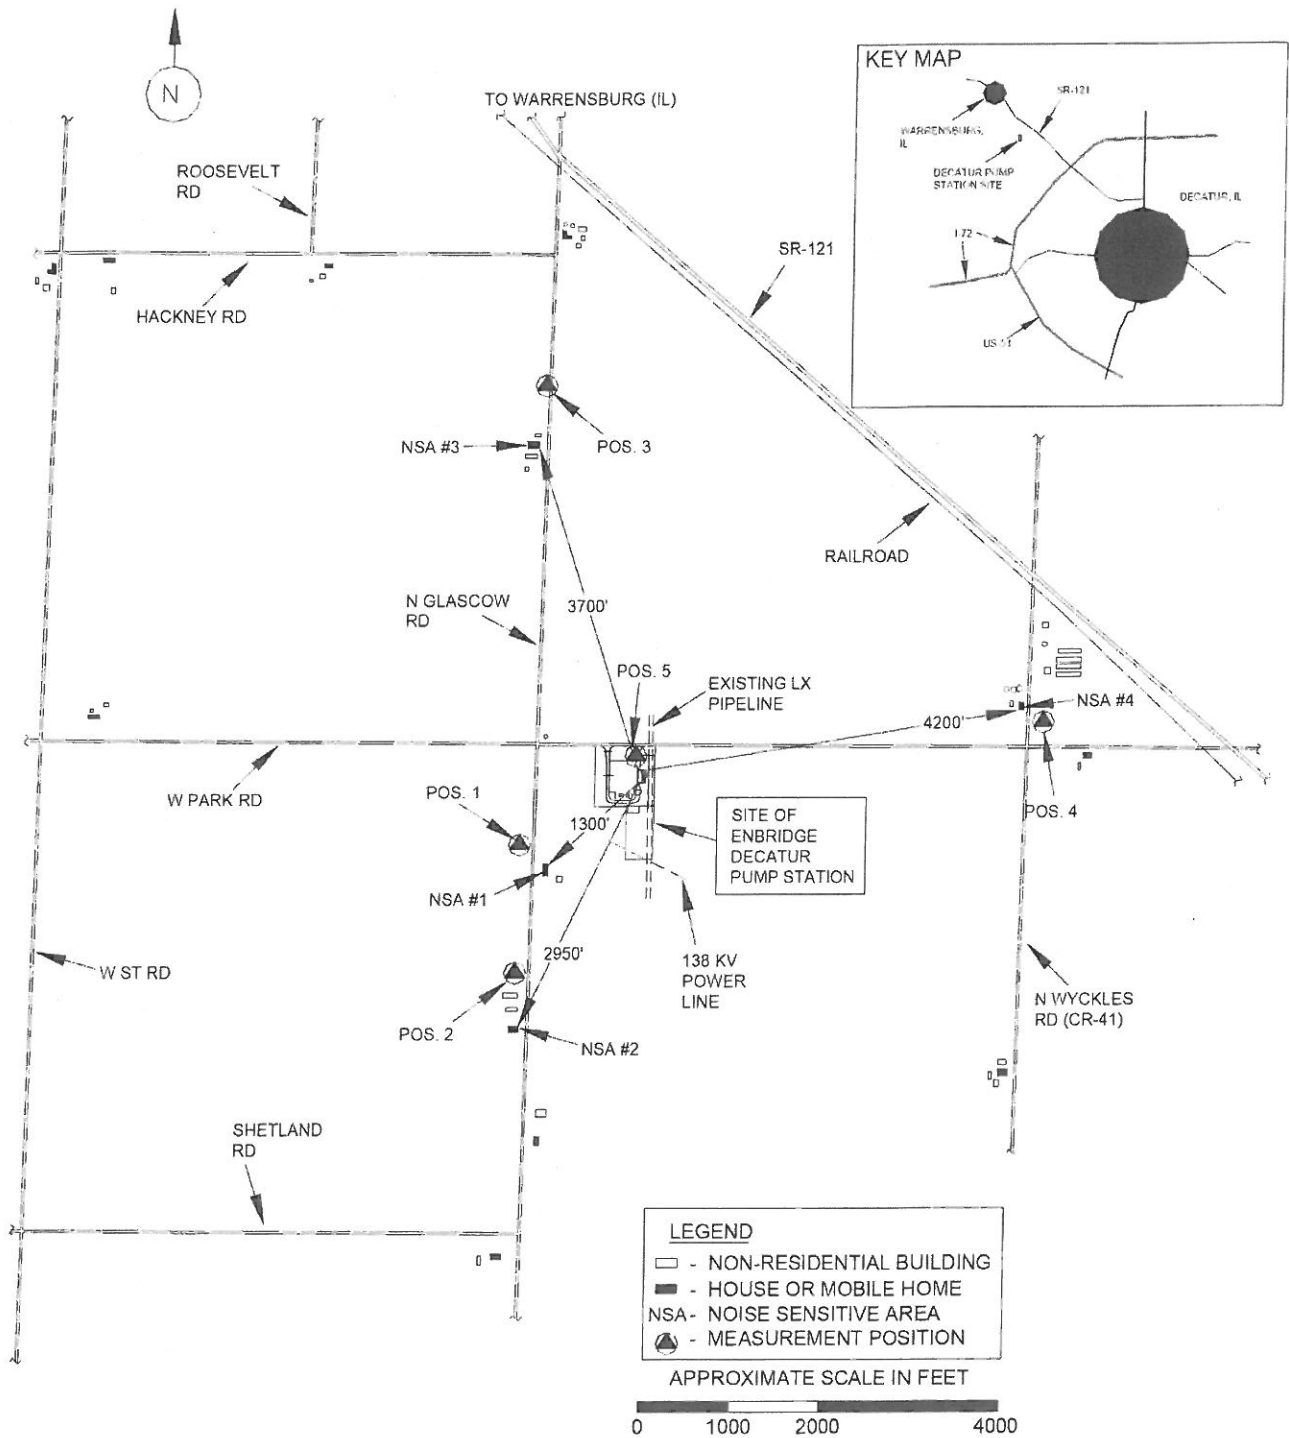 N
TO WARRENSBURG (IL)
KEY MAP
SR-121
WARRENSBURG,
IL
DECATUR PUMP
STATION SITE
DECATUR, IL
I-72
US-51
ROOSEVELT
RD
SR-121
HACKNEY RD
NSA #3
POS. 3
RAILROAD
3700'
N GLASCOW
RD
POS. 5
EXISTING LX
PIPELINE
NSA #4
4200'
W PARK RD
POS. 1
POS. 4
1300'
SITE OF
ENBRIDGE
DECATUR
PUMP STATION
NSA #1
2950'
138 KV
POWER
LINE
W ST RD
N WYCKLES
RD (CR-41)
POS. 2
NSA #2
SHETLAND
RD
LEGEND
- NON-RESIDENTIAL BUILDING
- HOUSE OR MOBILE HOME
NSA- NOISE SENSITIVE AREA
- MEASUREMENT POSITION
APPROXIMATE SCALE IN FEET
0 1000 2000 4000